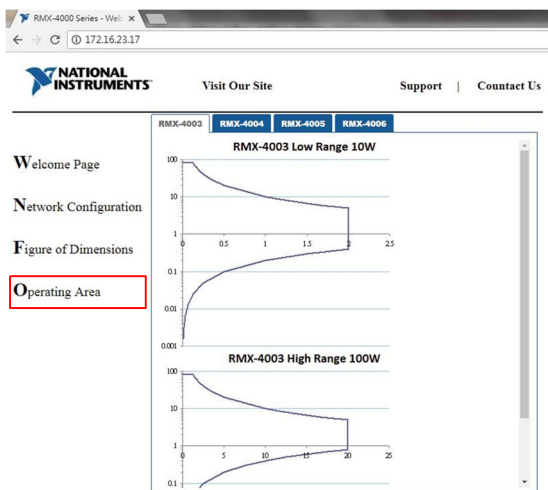 RMX-4000 Series - Web
172.16.23.17
NATIONAL
INSTRUMENTS
Visit Our Site
Support | Countact Us
RMX-4003 RMX-4004 RMX-4005 RMX-4006
Welcome Page
Network Configuration
Figure of Dimensions
Operating Area
RMX-4003 Low Range 10W
100
10
1
0 0.5 1 1.5 2 2.5
0.1
0.01
0.001
RMX-4003 High Range 100W
100
10
1
0 5 10 15 20 25
0.1